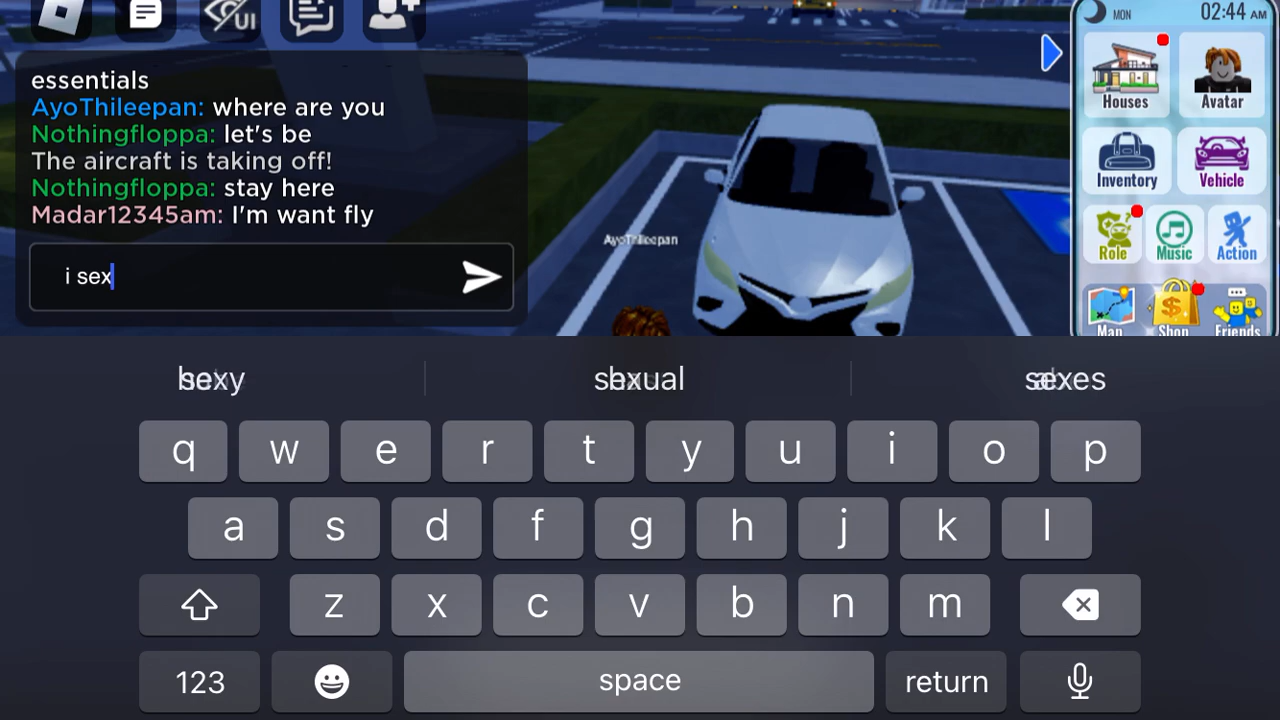 UI
MON
02:44 AM
essentials
AyoThileepan: where are you
Nothingfloppa: let's be
The aircraft is taking off!
Nothingfloppa: stay here
Madar12345am: I'm want fly
i sex
AyoThileepan
Houses
Avatar
Inventory
Vehicle
Role
Music
Action
Map
Shop
Friends
sexy
sexual
sexes
q w e r t y u i o p
a s d f g h j k l
z x c v b n m
123
space
return